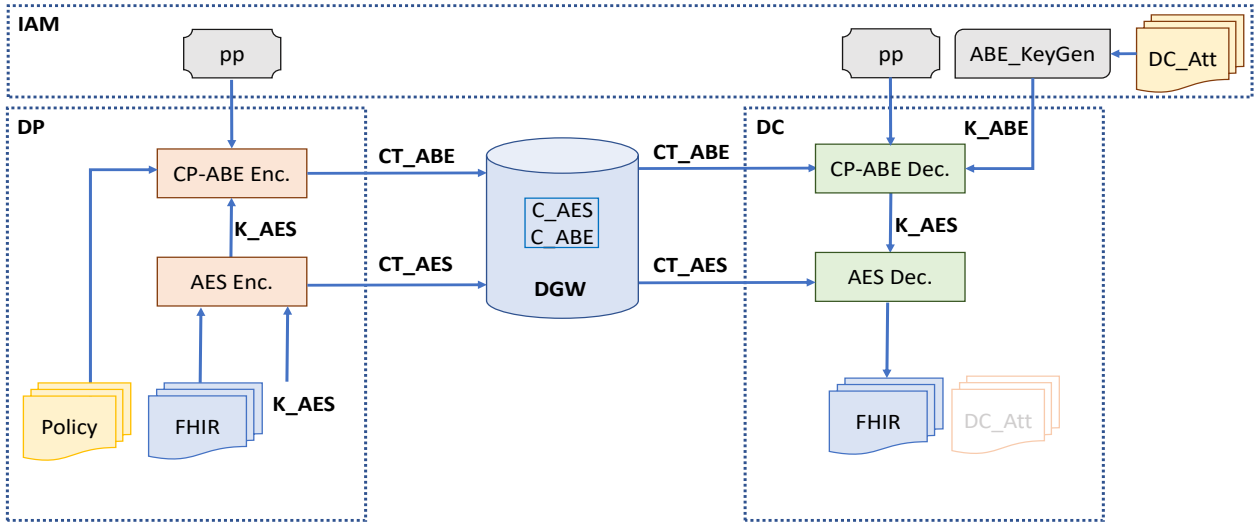 IAM
pp
pp
ABE_KeyGen
DC_Att
DP
DC
K_ABE
CP-ABE Enc.
CT_ABE
CT_ABE
CP-ABE Dec.
K_AES
C_AES
C_ABE
K_AES
AES Enc.
CT_AES
DGW
CT_AES
AES Dec.
Policy
FHIR
K_AES
FHIR
DC_Att